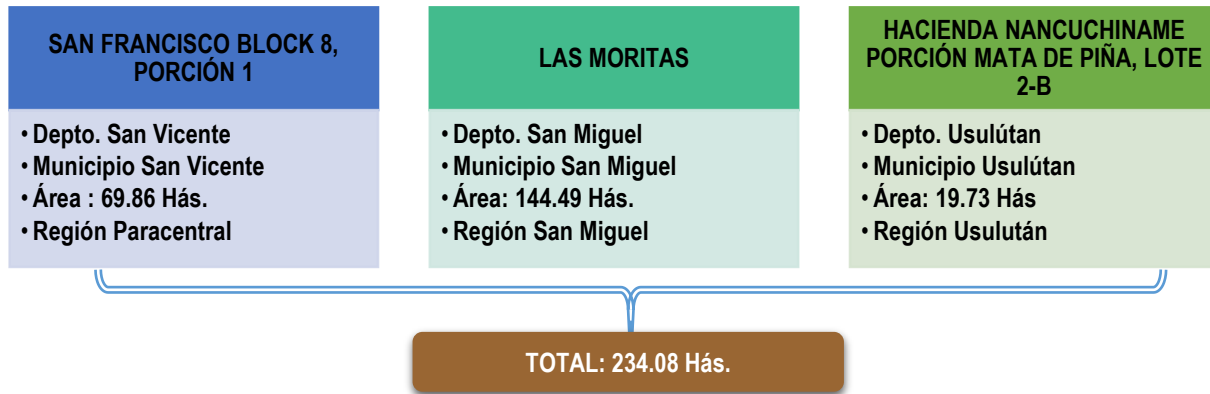 SAN FRANCISCO BLOCK 8,
PORCIÓN 1
• Depto. San Vicente
• Municipio San Vicente
• Área : 69.86 Hás.
• Región Paracentral
LAS MORITAS
• Depto. San Miguel
• Municipio San Miguel
• Área: 144.49 Hás.
• Región San Miguel
HACIENDA NANCUCHINAME
PORCIÓN MATA DE PIÑA, LOTE
2-B
• Depto. Usulútan
• Municipio Usulútan
• Área: 19.73 Hás
• Región Usulután
TOTAL: 234.08 Hás.